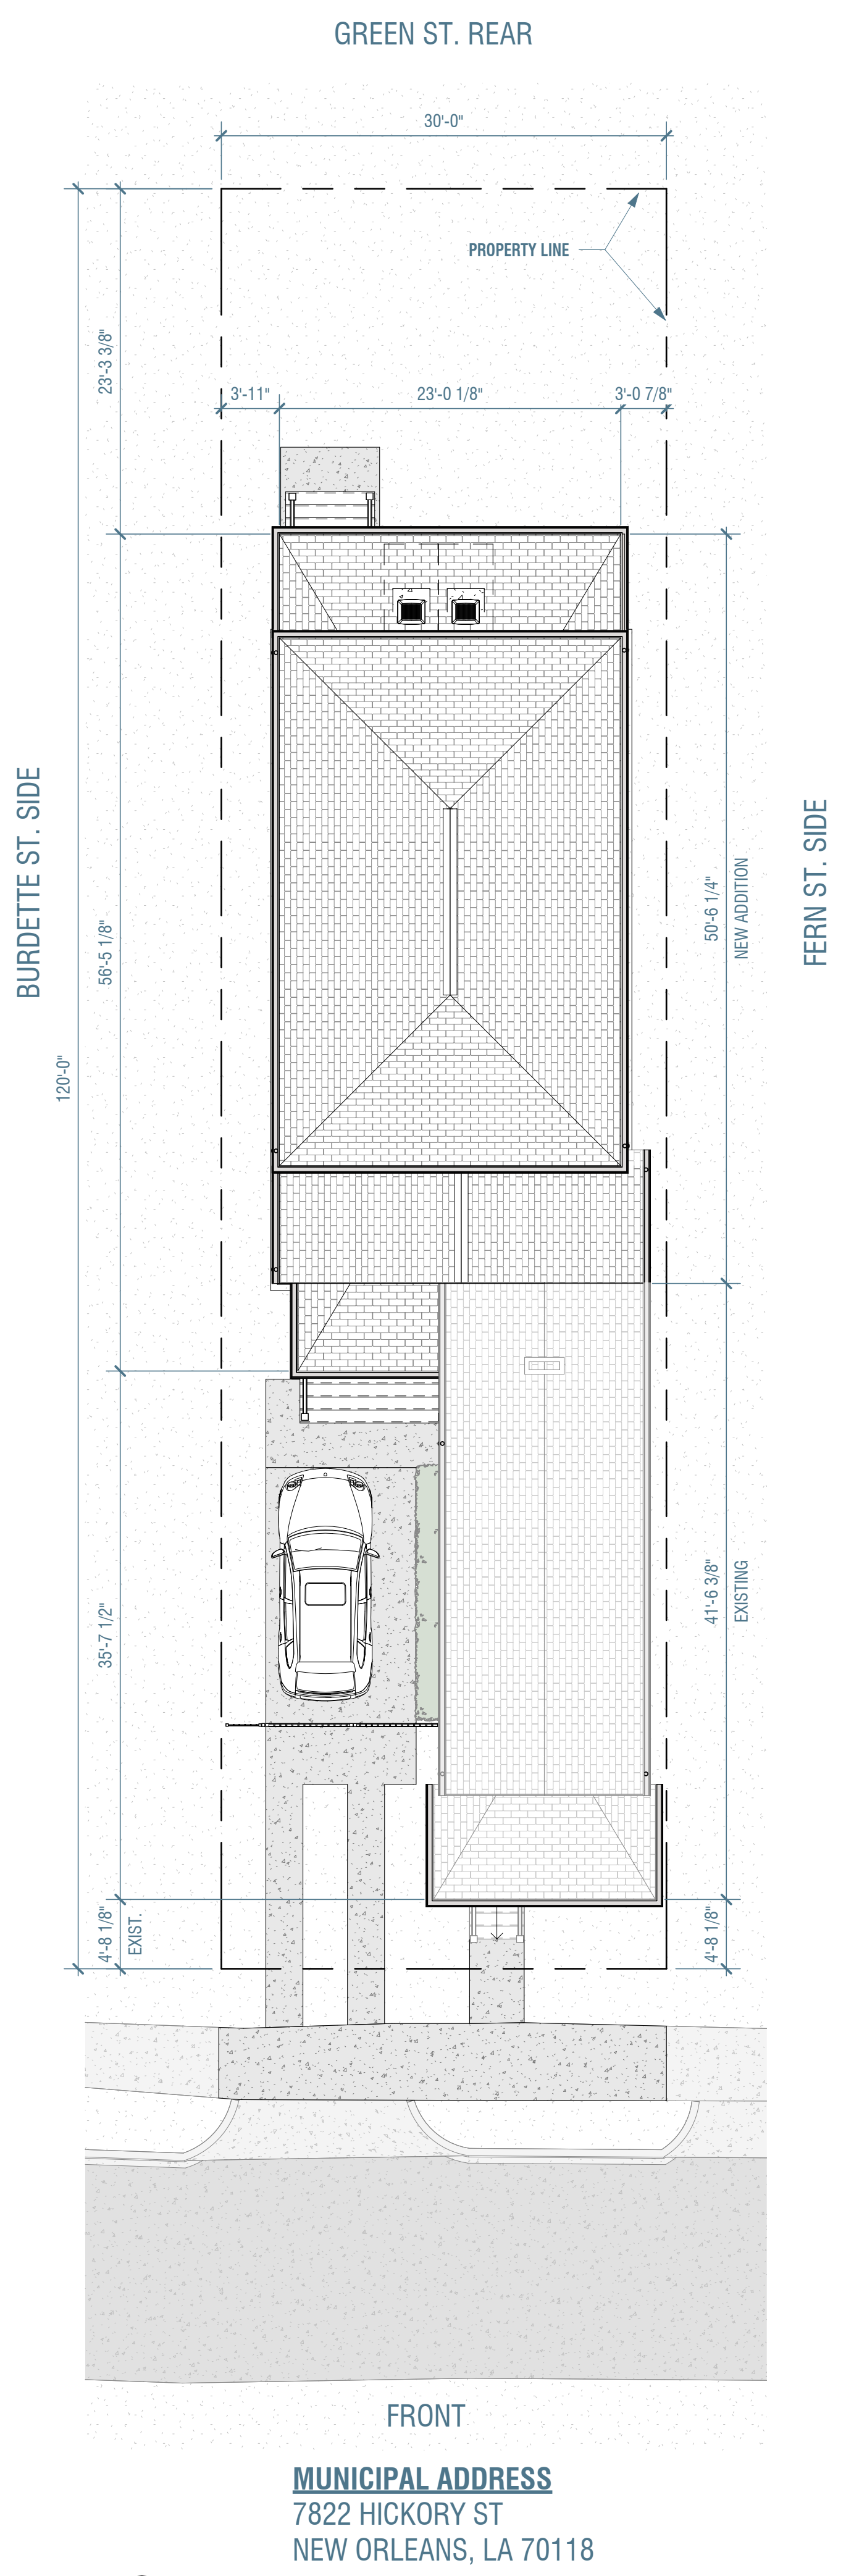 GREEN ST. REAR
30'-0"
PROPERTY LINE
23'-3 3/8"
3'-11"
23'-0 1/8"
3'-0 7/8"
BURDETTE ST. SIDE
FERN ST. SIDE
56'-5 1/8"
50'-6 1/4"
NEW ADDITION
120'-0"
35'-7 1/2"
41'-6 3/8"
EXISTING
4'-8 1/8"
EXIST.
4'-8 1/8"
FRONT
MUNICIPAL ADDRESS
7822 HICKORY ST
NEW ORLEANS, LA 70118